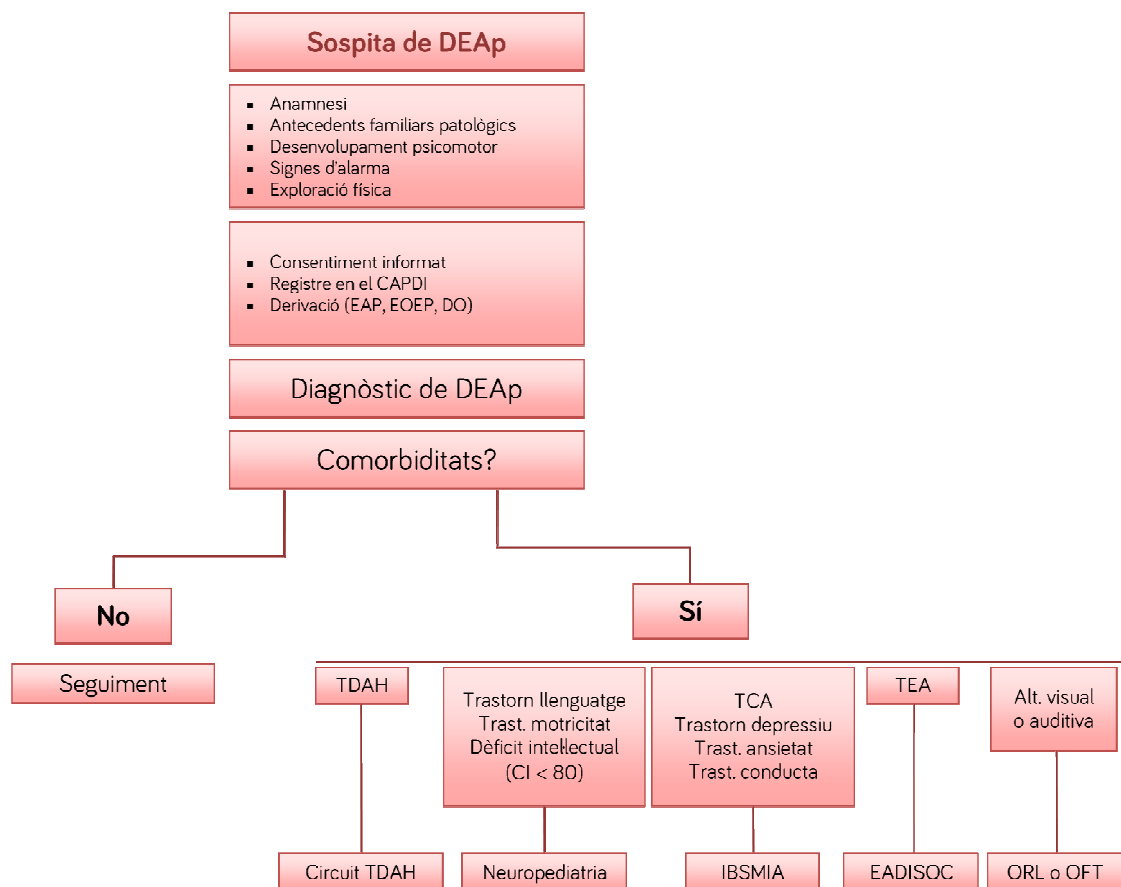 Sospita de DEAp
▪ Anamnesi
▪ Antecedents familiars patològics
▪ Desenvolupament psicomotor
▪ Signes d'alarma
▪ Exploració física
▪ Consentiment informat
▪ Registre en el CAPDI
▪ Derivació (EAP, EOEP, DO)
Diagnòstic de DEAp
Comorbiditats?
No
Sí
Seguiment
TDAH
Trastorn llenguatge
Trast. motricitat
Dèficit intel·lectual
(CI < 80)
TCA
Trastorn depressiu
Trast. ansietat
Trast. conducta
TEA
Alt. visual
o auditiva
Circuit TDAH
Neuropediatria
IBSMIA
EADISOC
ORL o OFT